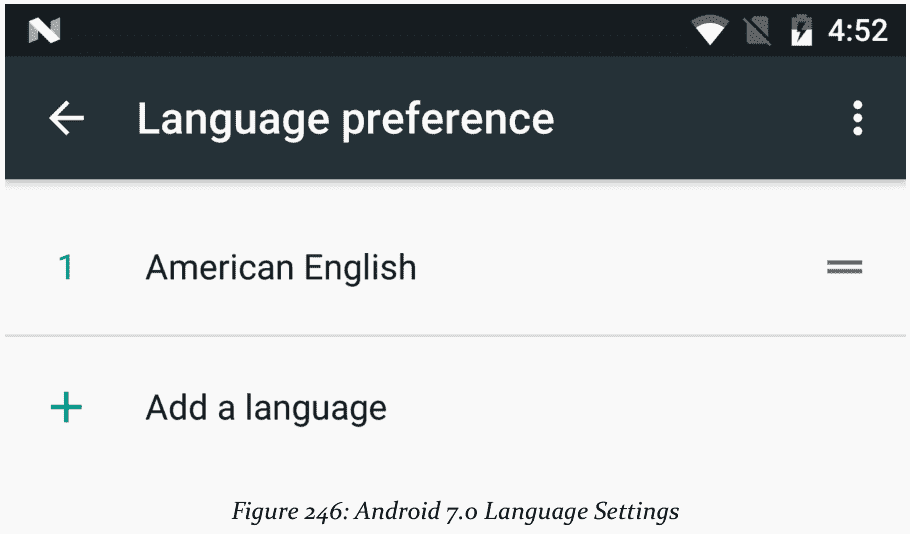 4:52
Language preference
1 American English
Add a language
Figure 246: Android 7.0 Language Settings